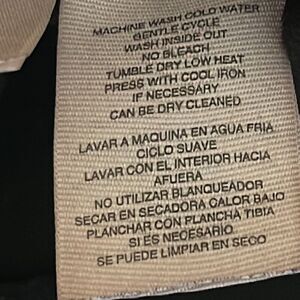 MACHINE WASH COLD WATER
GENTLE CYCLE
WASH INSIDE OUT
NO BLEACH
TUMBLE DRY LOW HEAT
PRESS WITH COOL IRON
IF NECESSARY
CAN BE DRY CLEANED
LAVAR A MAQUINA EN AGUA FRIA
CICLO SUAVE
LAVAR CON EL INTERIOR HACIA
AFUERA
NO UTILIZAR BLANQUEADOR
SECAR EN SECADORA CALOR BAJO
PLANCHAR CON PLANCHA TIBIA
SI ES NECESARIO
SE PUEDE LIMPIAR EN SECO